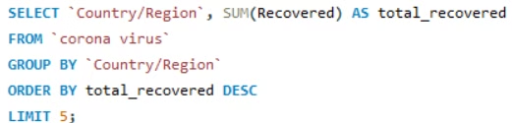 SELECT `Country/Region`, SUM(Recovered) AS total_recovered
FROM `corona virus`
GROUP BY `Country/Region`
ORDER BY total_recovered DESC
LIMIT 5;